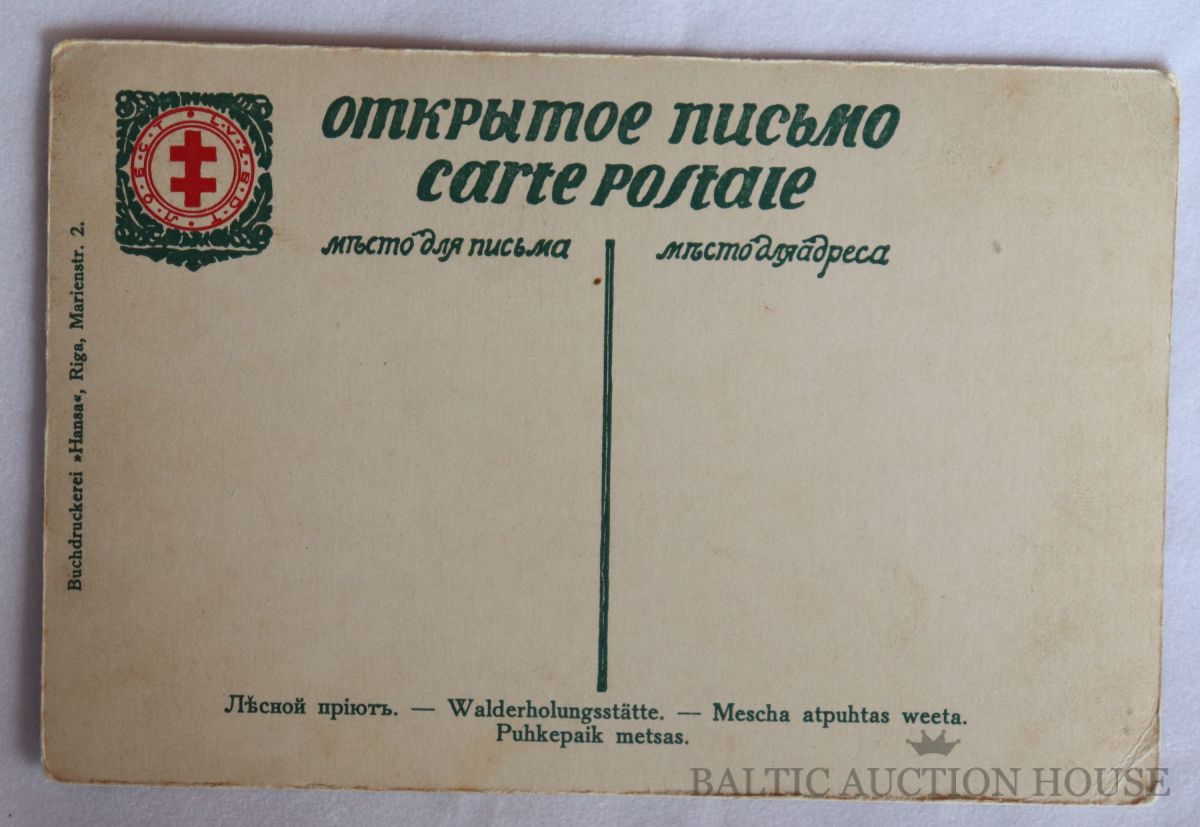 ОТКРЫТОЕ ПИСЬМО
CARTE POSTALE
Л·О·Б·С·Т · L·V·Z·B·D·T
мѣсто для письма
мѣсто для адреса
Buchdruckerei »Hansa«, Riga, Marienstr. 2.
Лѣсной прiютъ. — Walderholungsstätte. — Mescha atpuhtas weeta.
Puhkepaik metsas.
BALTIC AUCTION HOUSE